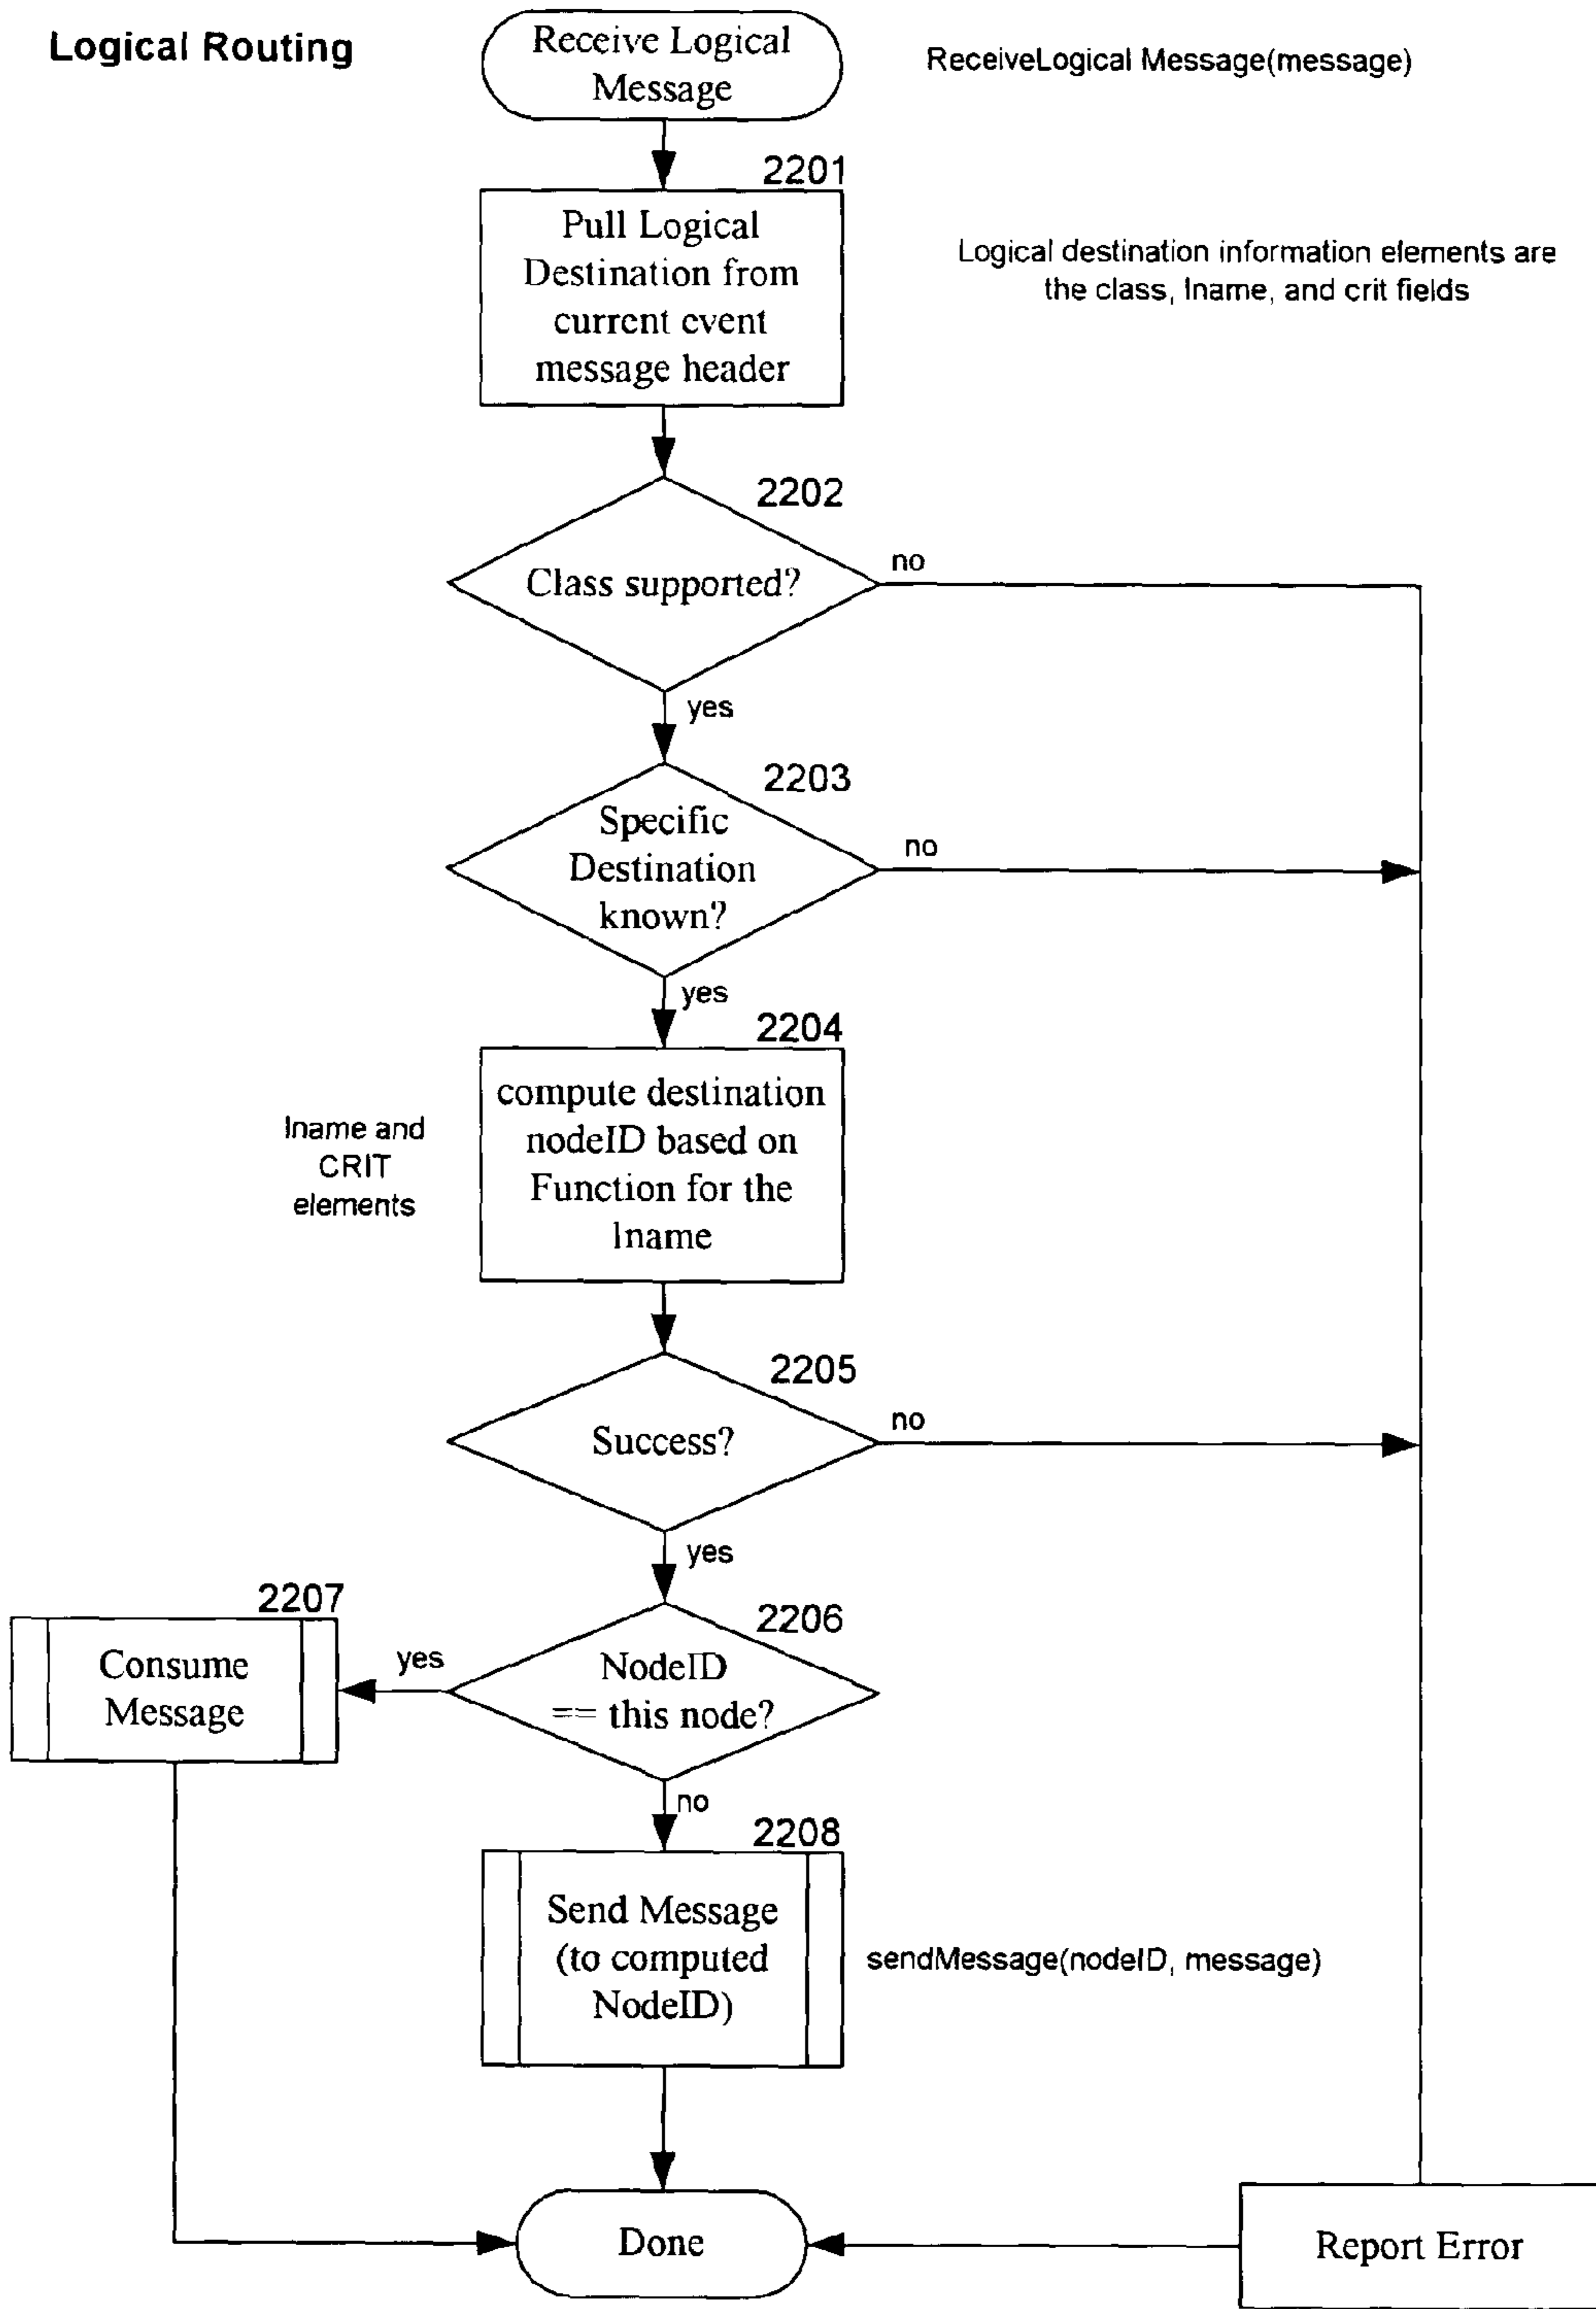 Logical Routing
Receive Logical
Message
ReceiveLogical Message(message)
2201
Pull Logical
Destination from
current event
message header
Logical destination information elements are
the class, lname, and crit fields
2202
Class supported?
no
yes
2203
Specific
Destination
known?
no
yes
2204
compute destination
nodeID based on
Function for the
lname
lname and
CRIT
elements
2205
Success?
no
yes
2207
Consume
Message
yes
2206
NodeID
== this node?
no
2208
Send Message
(to computed
NodeID)
sendMessage(nodeID, message)
Done
Report Error